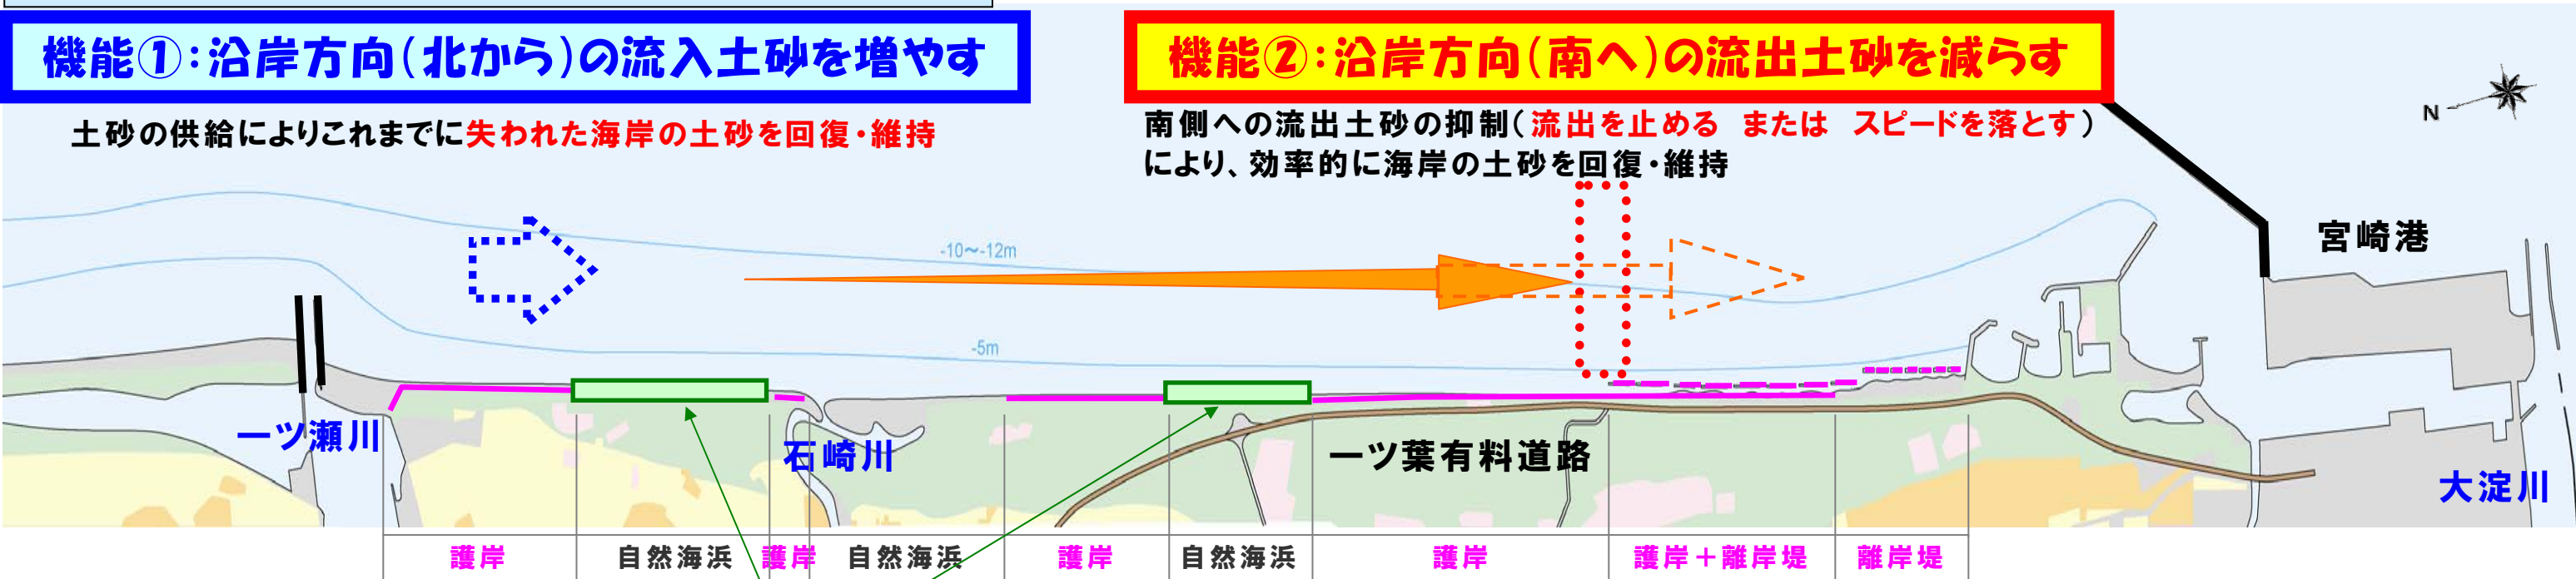 機能①:沿岸方向(北から)の流入土砂を増やす
土砂の供給によりこれまでに失われた海岸の土砂を回復・維持
機能②:沿岸方向(南へ)の流出土砂を減らす
南側への流出土砂の抑制(流出を止める または スピードを落とす)
により、効率的に海岸の土砂を回復・維持
N
宮崎港
-10～-12m
-5m
一ツ瀬川
石崎川
一ツ葉有料道路
大淀川
護岸
自然海浜
護岸
自然海浜
護岸
自然海浜
護岸
護岸＋離岸堤
離岸堤